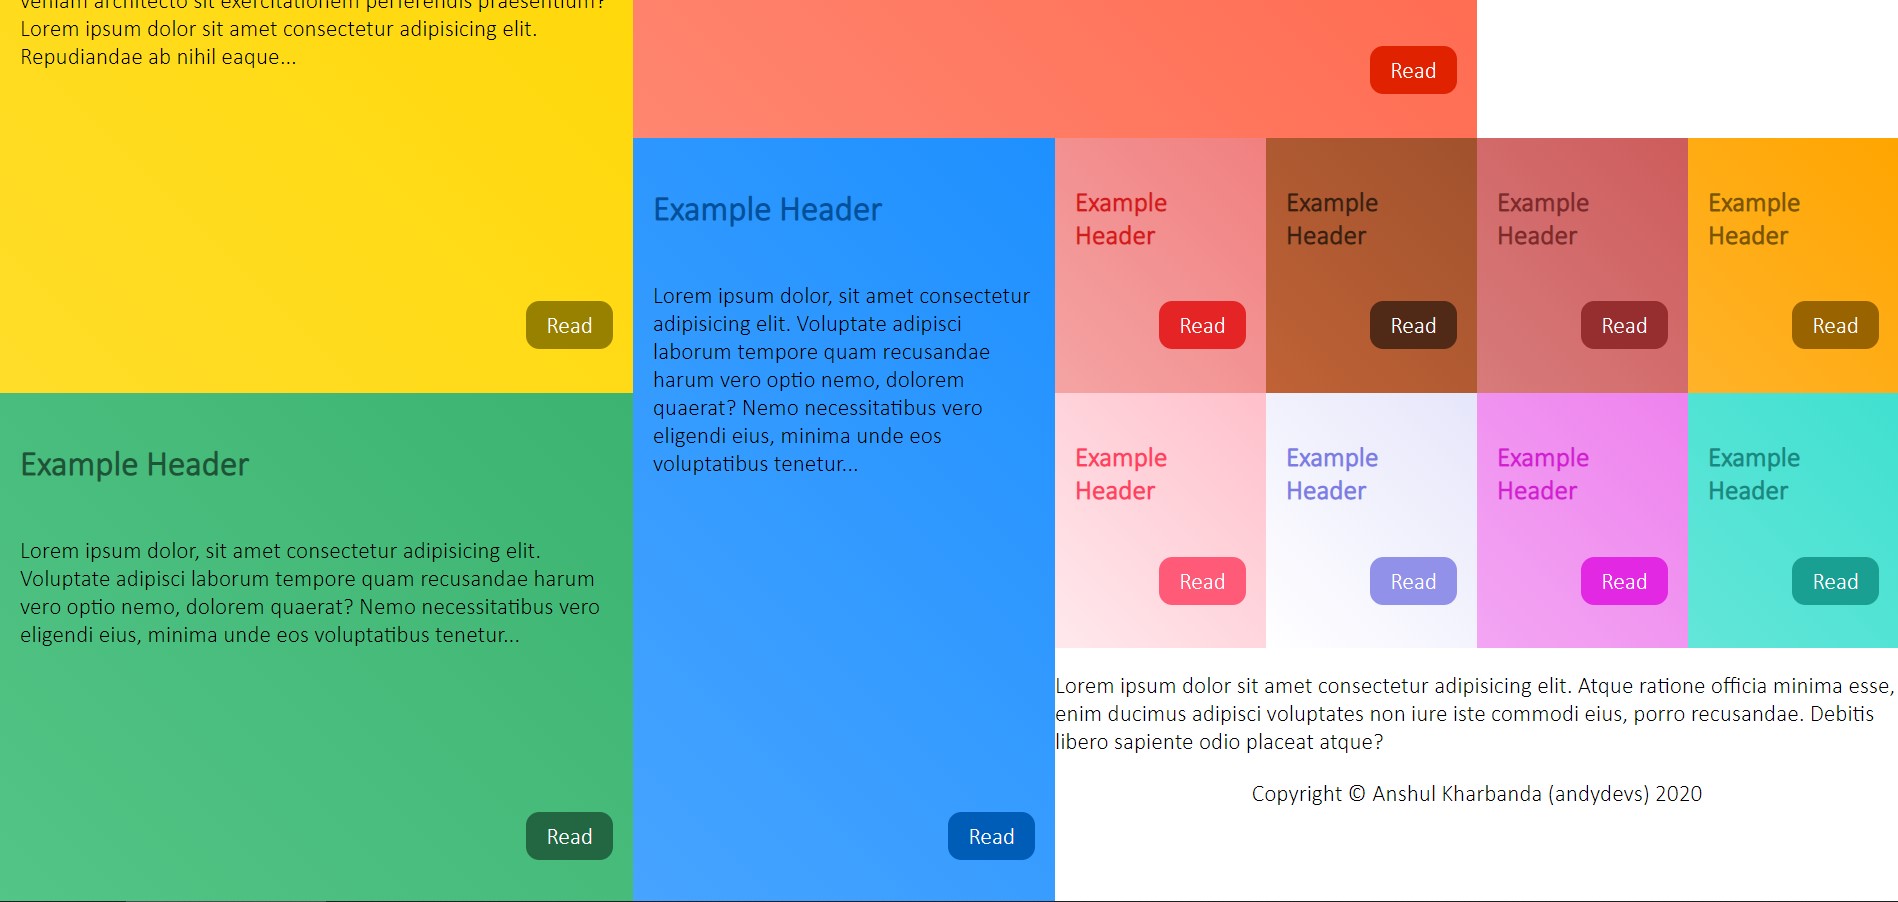 veniam architecto sit exercitationem perferendis praesentium?
Lorem ipsum dolor sit amet consectetur adipisicing elit.
Repudiandae ab nihil eaque...
Read
Read
Example Header
Lorem ipsum dolor, sit amet consectetur adipisicing elit.
Voluptate adipisci laborum tempore quam recusandae harum
vero optio nemo, dolorem quaerat? Nemo necessitatibus vero
eligendi eius, minima unde eos voluptatibus tenetur...
Read
Example Header
Lorem ipsum dolor, sit amet consectetur
adipisicing elit. Voluptate adipisci
laborum tempore quam recusandae
harum vero optio nemo, dolorem
quaerat? Nemo necessitatibus vero
eligendi eius, minima unde eos
voluptatibus tenetur...
Read
Example
Header
Read
Example
Header
Read
Example
Header
Read
Example
Header
Read
Example
Header
Read
Example
Header
Read
Example
Header
Read
Example
Header
Read
Lorem ipsum dolor sit amet consectetur adipisicing elit. Atque ratione officia minima esse,
enim ducimus adipisci voluptates non iure iste commodi eius, porro recusandae. Debitis
libero sapiente odio placeat atque?
Copyright © Anshul Kharbanda (andydevs) 2020